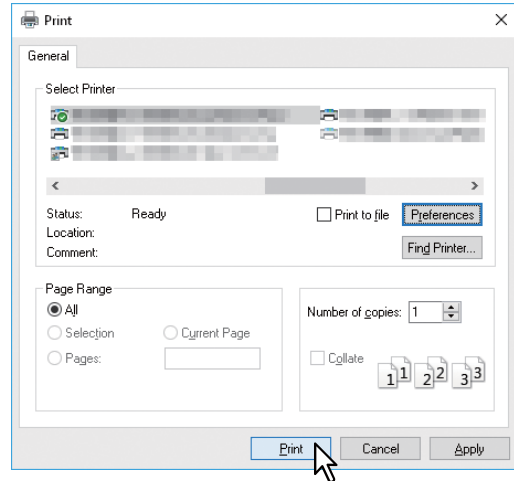 Print
General
Select Printer
Status: Ready
Print to file
Preferences
Location:
Comment:
Find Printer...
Page Range
All
Selection
Current Page
Pages:
Number of copies: 1
Collate
1 1 2 2 3 3
Print
Cancel
Apply